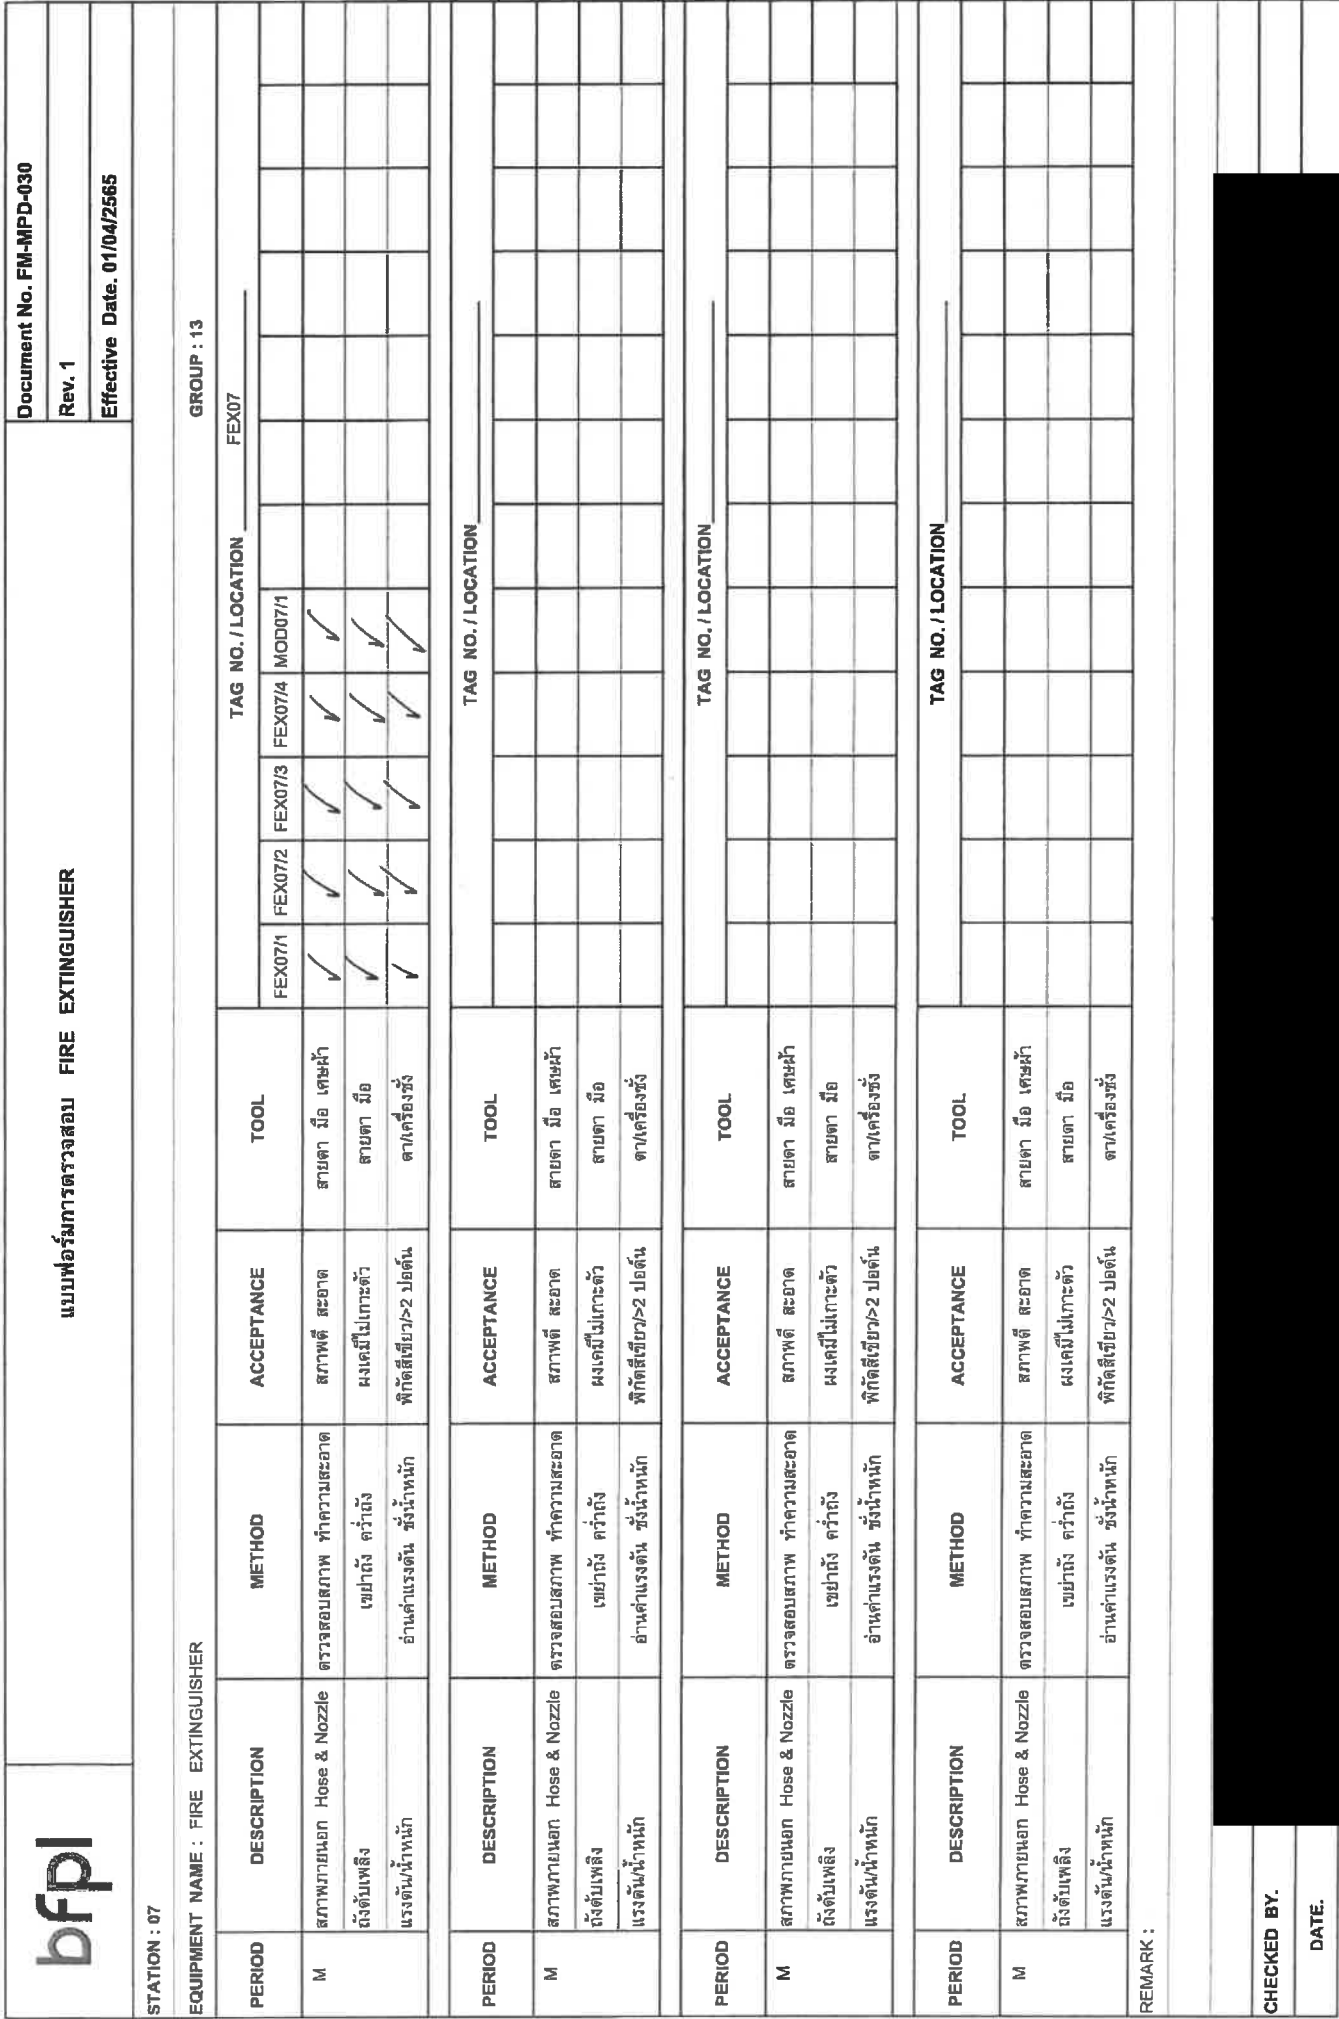 bfpl
แบบฟอร์มการตรวจสอบ FIRE EXTINGUISHER
Document No. FM-MPD-030
Rev. 1
Effective Date. 01/04/2565
STATION : 07
EQUIPMENT NAME : FIRE EXTINGUISHER GROUP : 13
PERIOD DESCRIPTION METHOD ACCEPTANCE TOOL TAG NO. / LOCATION FEX07
FEX07/1 FEX07/2 FEX07/3 FEX07/4 MOD07/1
M สภาพภายนอก Hose & Nozzle ตรวจสอบสภาพ ทำความสะอาด สภาพดี สะอาด สายตา มือ เศษผ้า ✓ ✓ ✓ ✓ ✓
ถังดับเพลิง เขย่าถัง คว่ำถัง ผงเคมีไม่เกาะตัว สายตา มือ ✓ ✓ ✓ ✓ ✓
แรงดัน/น้ำหนัก อ่านค่าแรงดัน ชั่งน้ำหนัก พิกัดสีเขียว/>2 ปอด์น ตา/เครื่องชั่ง ✓ ✓ ✓ ✓ ✓
PERIOD DESCRIPTION METHOD ACCEPTANCE TOOL TAG NO. / LOCATION
M สภาพภายนอก Hose & Nozzle ตรวจสอบสภาพ ทำความสะอาด สภาพดี สะอาด สายตา มือ เศษผ้า
ถังดับเพลิง เขย่าถัง คว่ำถัง ผงเคมีไม่เกาะตัว สายตา มือ
แรงดัน/น้ำหนัก อ่านค่าแรงดัน ชั่งน้ำหนัก พิกัดสีเขียว/>2 ปอด์น ตา/เครื่องชั่ง
PERIOD DESCRIPTION METHOD ACCEPTANCE TOOL TAG NO. / LOCATION
M สภาพภายนอก Hose & Nozzle ตรวจสอบสภาพ ทำความสะอาด สภาพดี สะอาด สายตา มือ เศษผ้า
ถังดับเพลิง เขย่าถัง คว่ำถัง ผงเคมีไม่เกาะตัว สายตา มือ
แรงดัน/น้ำหนัก อ่านค่าแรงดัน ชั่งน้ำหนัก พิกัดสีเขียว/>2 ปอด์น ตา/เครื่องชั่ง
PERIOD DESCRIPTION METHOD ACCEPTANCE TOOL TAG NO. / LOCATION
M สภาพภายนอก Hose & Nozzle ตรวจสอบสภาพ ทำความสะอาด สภาพดี สะอาด สายตา มือ เศษผ้า
ถังดับเพลิง เขย่าถัง คว่ำถัง ผงเคมีไม่เกาะตัว สายตา มือ
แรงดัน/น้ำหนัก อ่านค่าแรงดัน ชั่งน้ำหนัก พิกัดสีเขียว/>2 ปอด์น ตา/เครื่องชั่ง
REMARK :
CHECKED BY.
DATE.